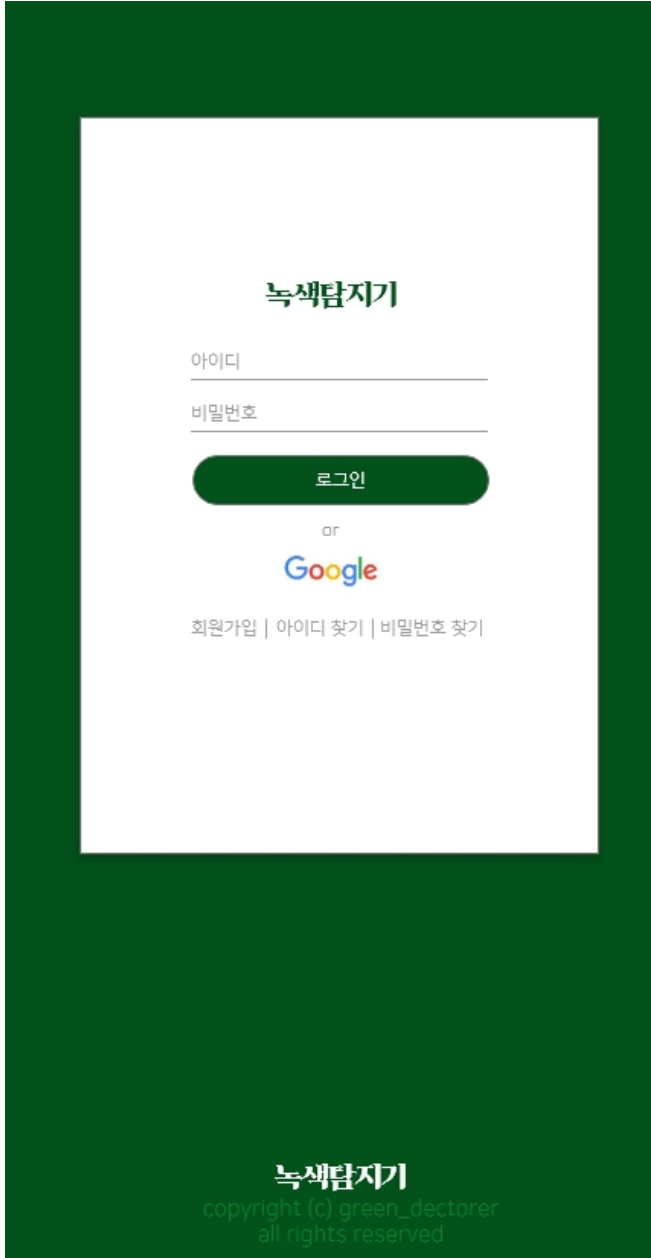 녹색탐지기
아이디
비밀번호
로그인
or
Google
회원가입 | 아이디 찾기 | 비밀번호 찾기
녹색탐지기
copyright (c) green_dectorer
all rights reserved